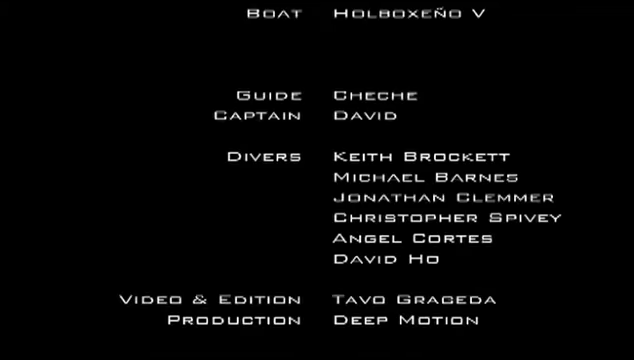 Boat Holboxeño V
Guide Cheche
Captain David
Divers Keith Brockett
Michael Barnes
Jonathan Clemmer
Christopher Spivey
Angel Cortes
David Ho
Video & Edition Tavo Graceda
Production Deep Motion